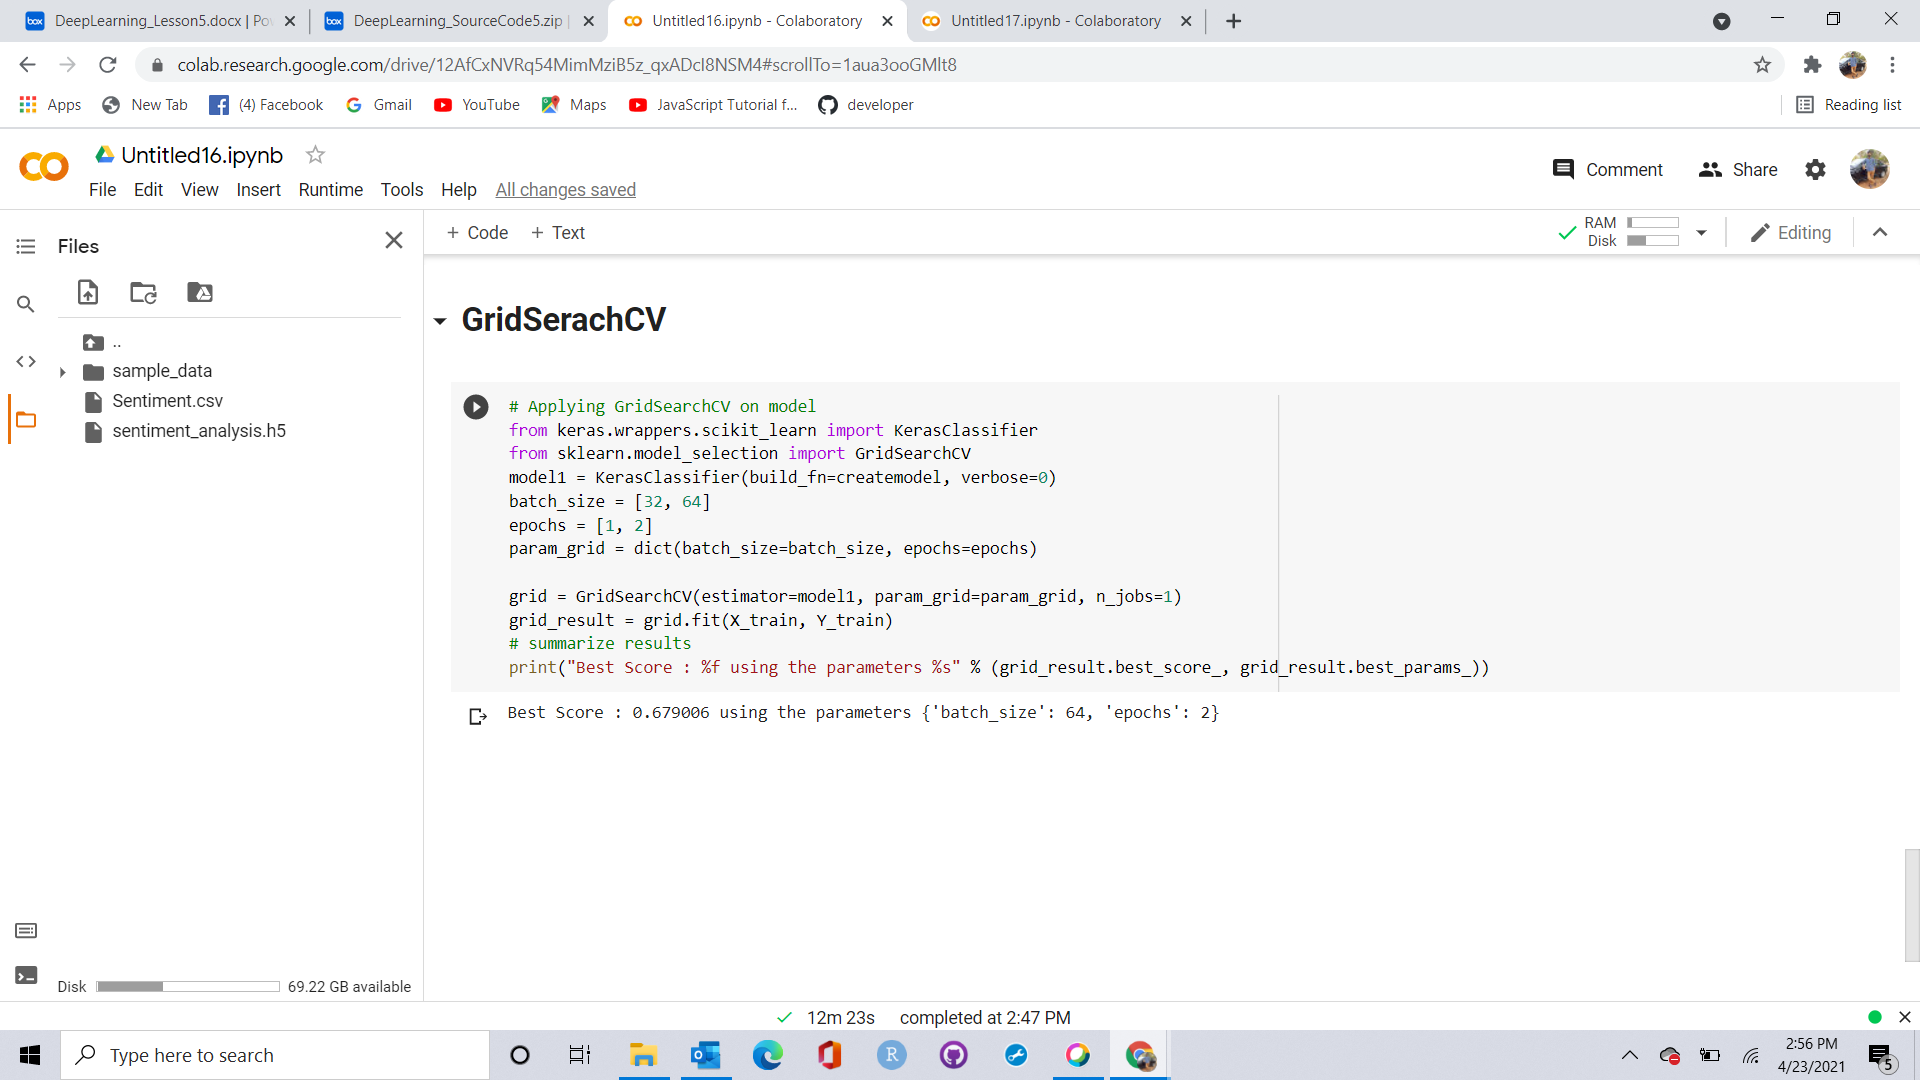 DeepLearning_Lesson5.docx | Po
DeepLearning_SourceCode5.zip |
Untitled16.ipynb - Colaboratory
Untitled17.ipynb - Colaboratory
colab.research.google.com/drive/12AfCxNVRq54MimMziB5z_qxADcI8NSM4#scrollTo=1aua3ooGMlt8
Apps
New Tab
(4) Facebook
Gmail
YouTube
Maps
JavaScript Tutorial f...
developer
Reading list
Untitled16.ipynb
Comment
Share
File Edit View Insert Runtime Tools Help All changes saved
Files
+ Code + Text
RAM
Disk
Editing
..
sample_data
Sentiment.csv
sentiment_analysis.h5
GridSerachCV
# Applying GridSearchCV on model
from keras.wrappers.scikit_learn import KerasClassifier
from sklearn.model_selection import GridSearchCV
model1 = KerasClassifier(build_fn=createmodel, verbose=0)
batch_size = [32, 64]
epochs = [1, 2]
param_grid = dict(batch_size=batch_size, epochs=epochs)
grid = GridSearchCV(estimator=model1, param_grid=param_grid, n_jobs=1)
grid_result = grid.fit(X_train, Y_train)
# summarize results
print("Best Score : %f using the parameters %s" % (grid_result.best_score_, grid_result.best_params_))
Best Score : 0.679006 using the parameters {'batch_size': 64, 'epochs': 2}
Disk
69.22 GB available
12m 23s completed at 2:47 PM
Type here to search
2:56 PM
4/23/2021
5